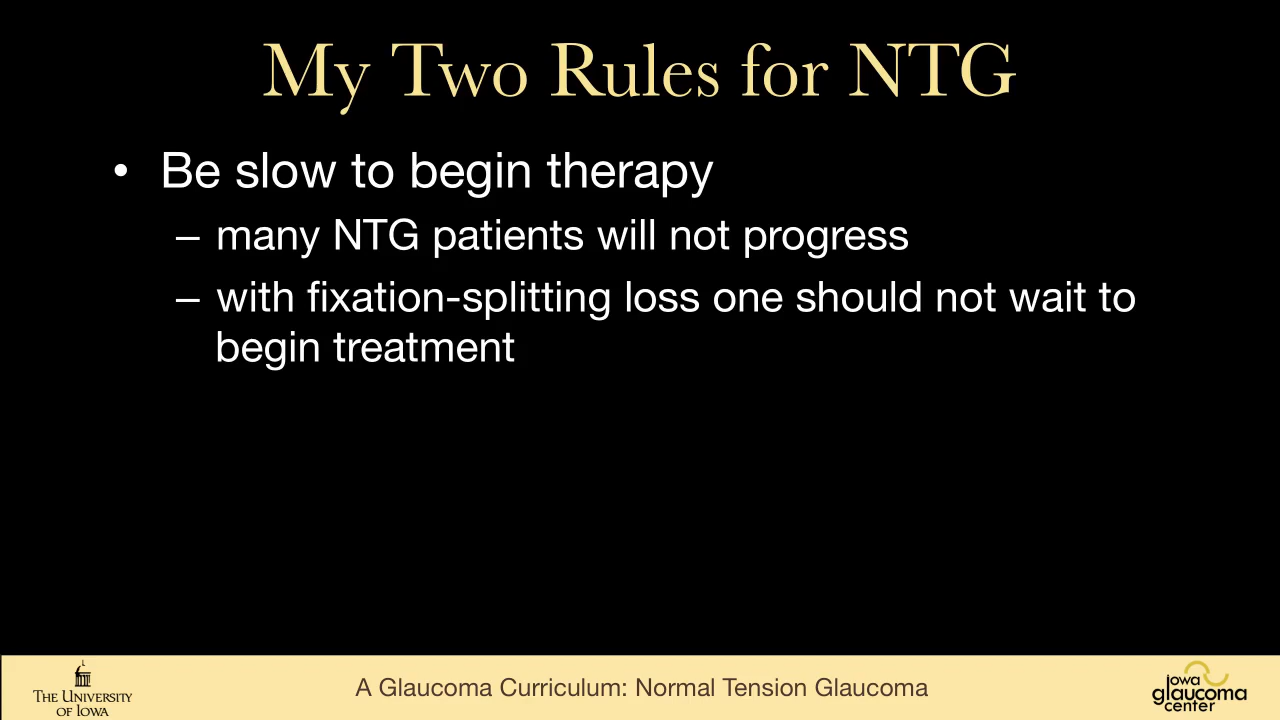 My Two Rules for NTG
• Be slow to begin therapy
– many NTG patients will not progress
– with fixation-splitting loss one should not wait to
begin treatment
THE UNIVERSITY
OF IOWA
A Glaucoma Curriculum: Normal Tension Glaucoma
iowa
glaucoma
center